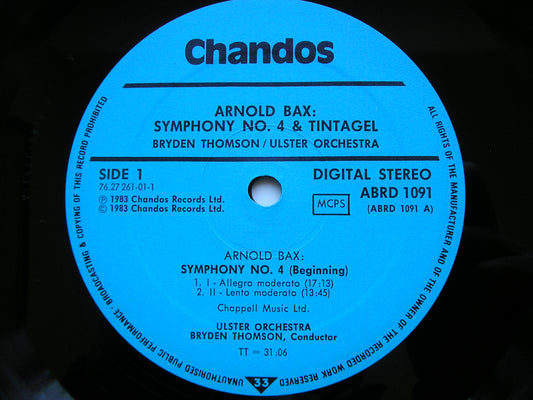 Chandos
ARNOLD BAX:
SYMPHONY NO. 4 & TINTAGEL
BRYDEN THOMSON/ULSTER ORCHESTRA
SIDE 1
76.27 261-01-1
Ⓟ 1983 Chandos Records Ltd.
© 1983 Chandos Records Ltd.
DIGITAL STEREO
ABRD 1091
MCPS
(ABRD 1091 A)
ARNOLD BAX:
SYMPHONY NO. 4 (Beginning)
1. I - Allegro moderato (17:13)
2. II - Lento moderato (13:45)
Chappell Music Ltd.
ULSTER ORCHESTRA
BRYDEN THOMSON, Conductor
TT = 31:06
33
ALL RIGHTS OF THE MANUFACTURER AND OF THE OWNER OF THE RECORDED WORK RESERVED
UNAUTHORISED PUBLIC PERFORMANCE · BROADCASTING & COPYING OF THIS RECORD PROHIBITED